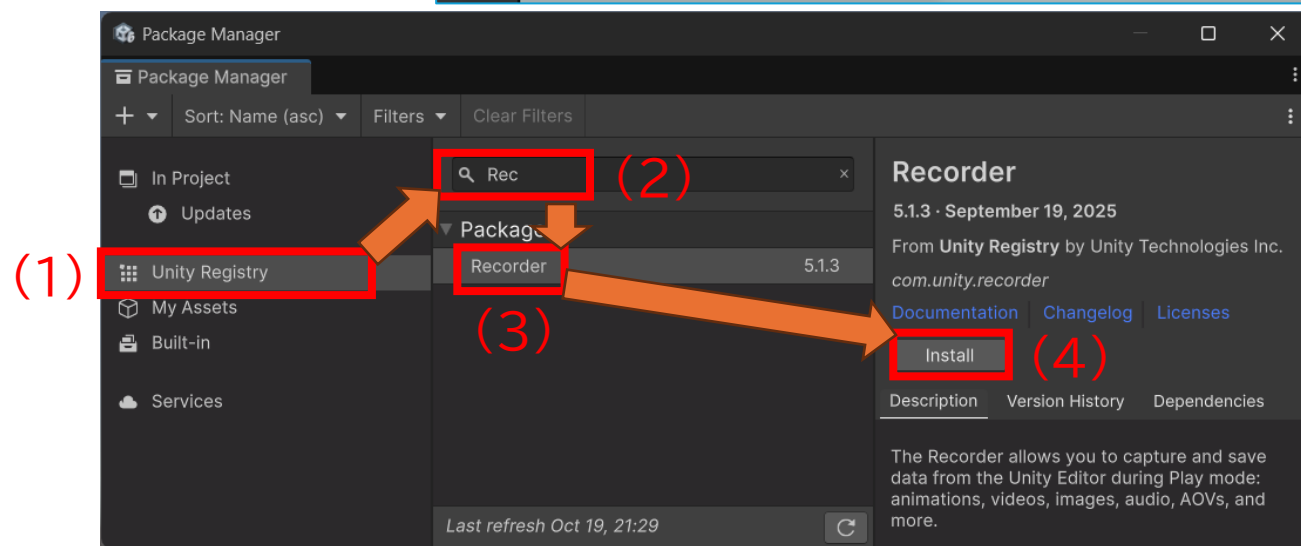 Package Manager
Package Manager
Sort: Name (asc) Filters Clear Filters
In Project
Updates
(1) Unity Registry
My Assets
Built-in
Services
Rec (2)
Recorder 5.1.3
(3)
Last refresh Oct 19, 21:29
Recorder
5.1.3 · September 19, 2025
From Unity Registry by Unity Technologies Inc.
com.unity.recorder
Documentation Changelog Licenses
Install (4)
Description Version History Dependencies
The Recorder allows you to capture and save
data from the Unity Editor during Play mode:
animations, videos, images, audio, AOVs, and
more.